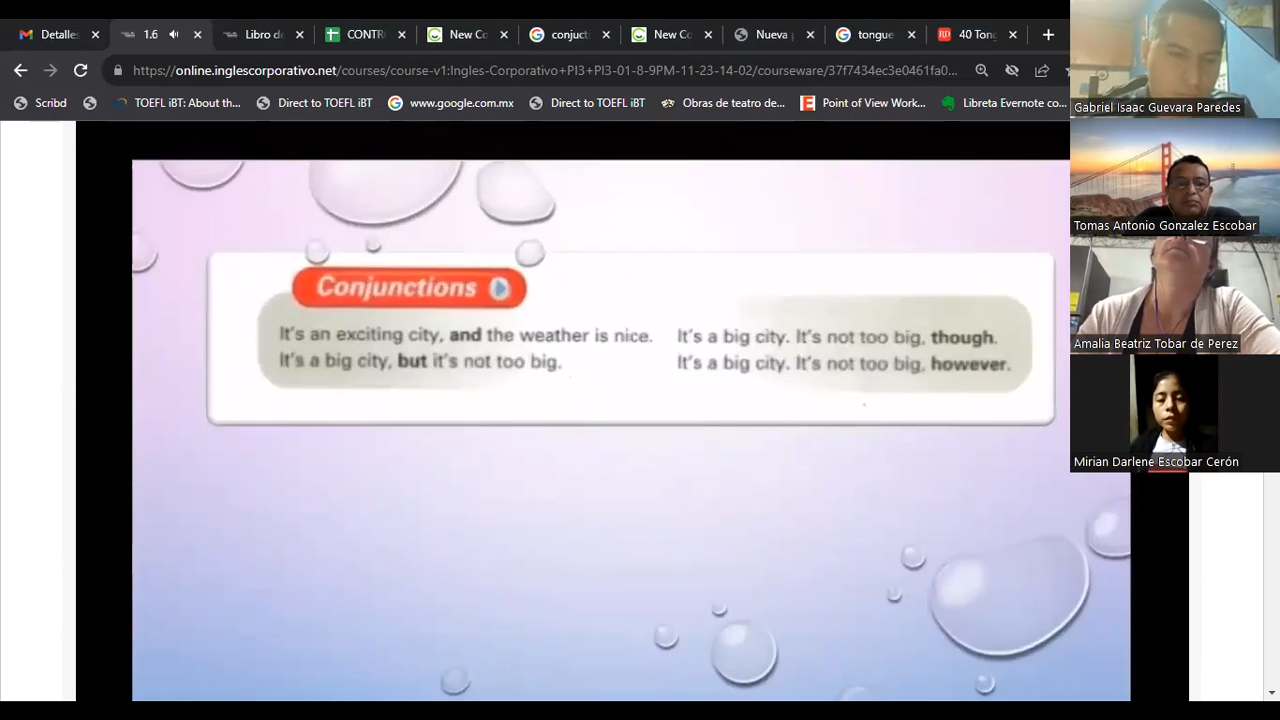 Detalles
1.6
Libro de
CONTR
New Co
conjucti
New Co
Nueva
tongue
40 Tong
https://online.inglescorporativo.net/courses/course-v1:Ingles-Corporativo+PI3+PI3-01-8-9PM-11-23-14-02/courseware/37f7434ec3e0461fa0...
Scribd
TOEFL iBT: About th...
Direct to TOEFL iBT
www.google.com.mx
Direct to TOEFL iBT
Obras de teatro de...
Point of View Work...
Libreta Evernote co...
Conjunctions
It's an exciting city, and the weather is nice.
It's a big city, but it's not too big.
It's a big city. It's not too big, though.
It's a big city. It's not too big, however.
Gabriel Isaac Guevara Paredes
Tomas Antonio Gonzalez Escobar
Amalia Beatriz Tobar de Perez
Mirian Darlene Escobar Cerón